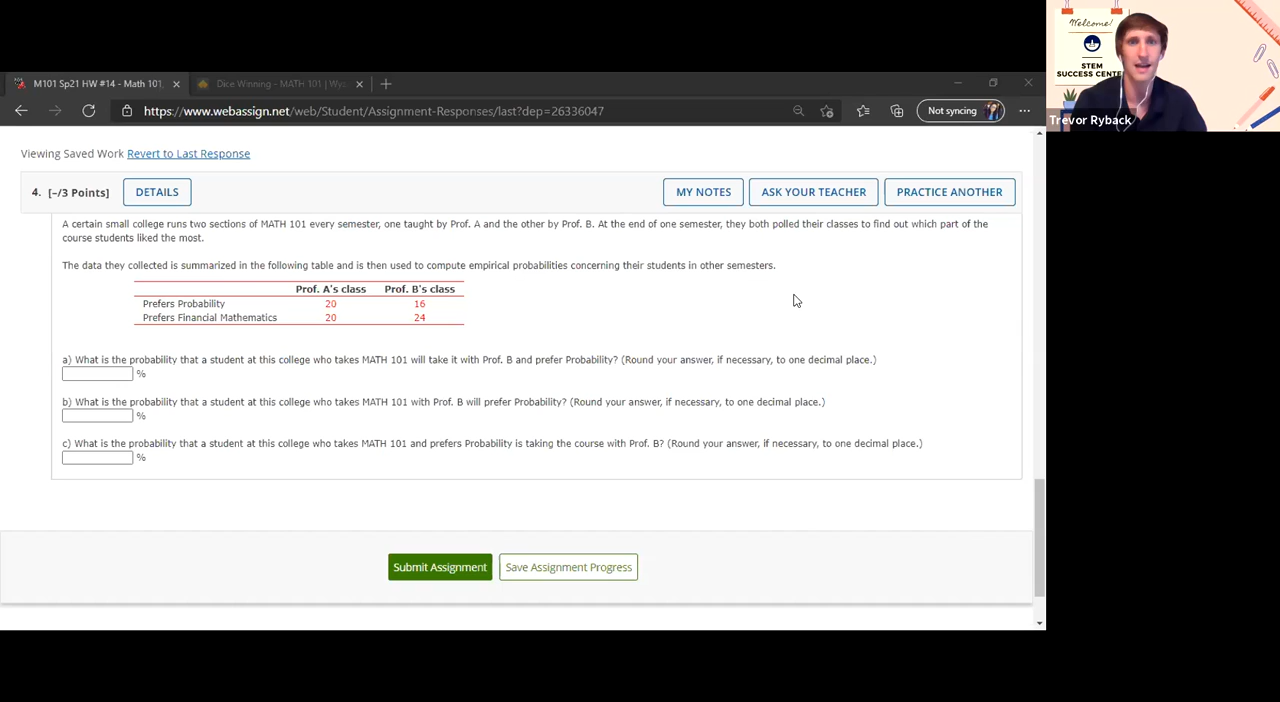 Welcome!
STEM
SUCCESS CENTER
Trevor Ryback
M101 Sp21 HW #14 - Math 101,
Dice Winning - MATH 101 | Wy
https://www.webassign.net/web/Student/Assignment-Responses/last?dep=26336047
Not syncing
Viewing Saved Work Revert to Last Response
4. [–/3 Points]
DETAILS
MY NOTES
ASK YOUR TEACHER
PRACTICE ANOTHER
A certain small college runs two sections of MATH 101 every semester, one taught by Prof. A and the other by Prof. B. At the end of one semester, they both polled their classes to find out which part of the
course students liked the most.
The data they collected is summarized in the following table and is then used to compute empirical probabilities concerning their students in other semesters.
Prof. A's class Prof. B's class
Prefers Probability 20 16
Prefers Financial Mathematics 20 24
a) What is the probability that a student at this college who takes MATH 101 will take it with Prof. B and prefer Probability? (Round your answer, if necessary, to one decimal place.)
%
b) What is the probability that a student at this college who takes MATH 101 with Prof. B will prefer Probability? (Round your answer, if necessary, to one decimal place.)
%
c) What is the probability that a student at this college who takes MATH 101 and prefers Probability is taking the course with Prof. B? (Round your answer, if necessary, to one decimal place.)
%
Submit Assignment
Save Assignment Progress